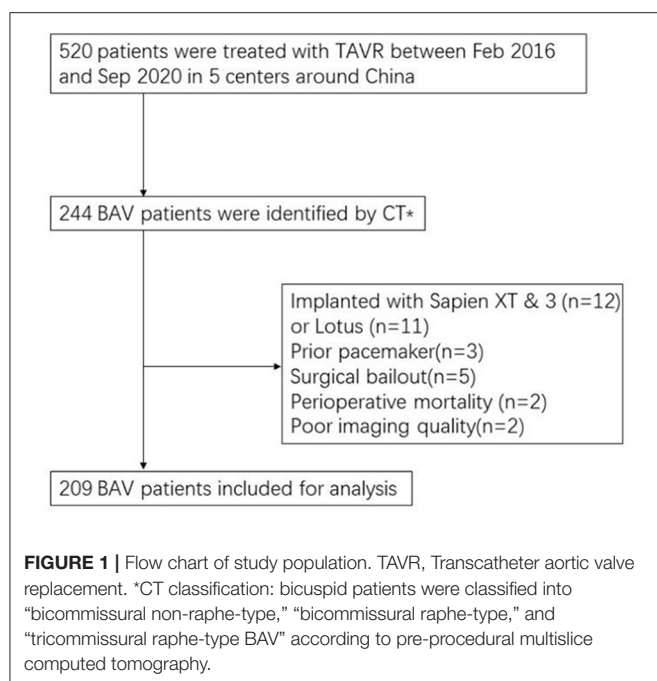 520 patients were treated with TAVR between Feb 2016
and Sep 2020 in 5 centers around China
244 BAV patients were identified by CT*
Implanted with Sapien XT & 3 (n=12)
or Lotus (n=11)
Prior pacemaker(n=3)
Surgical bailout(n=5)
Perioperative mortality (n=2)
Poor imaging quality(n=2)
209 BAV patients included for analysis
FIGURE 1 | Flow chart of study population. TAVR, Transcatheter aortic valve
replacement. *CT classification: bicuspid patients were classified into
“bicommissural non-raphe-type,” “bicommissural raphe-type,” and
“tricommissural raphe-type BAV” according to pre-procedural multislice
computed tomography.